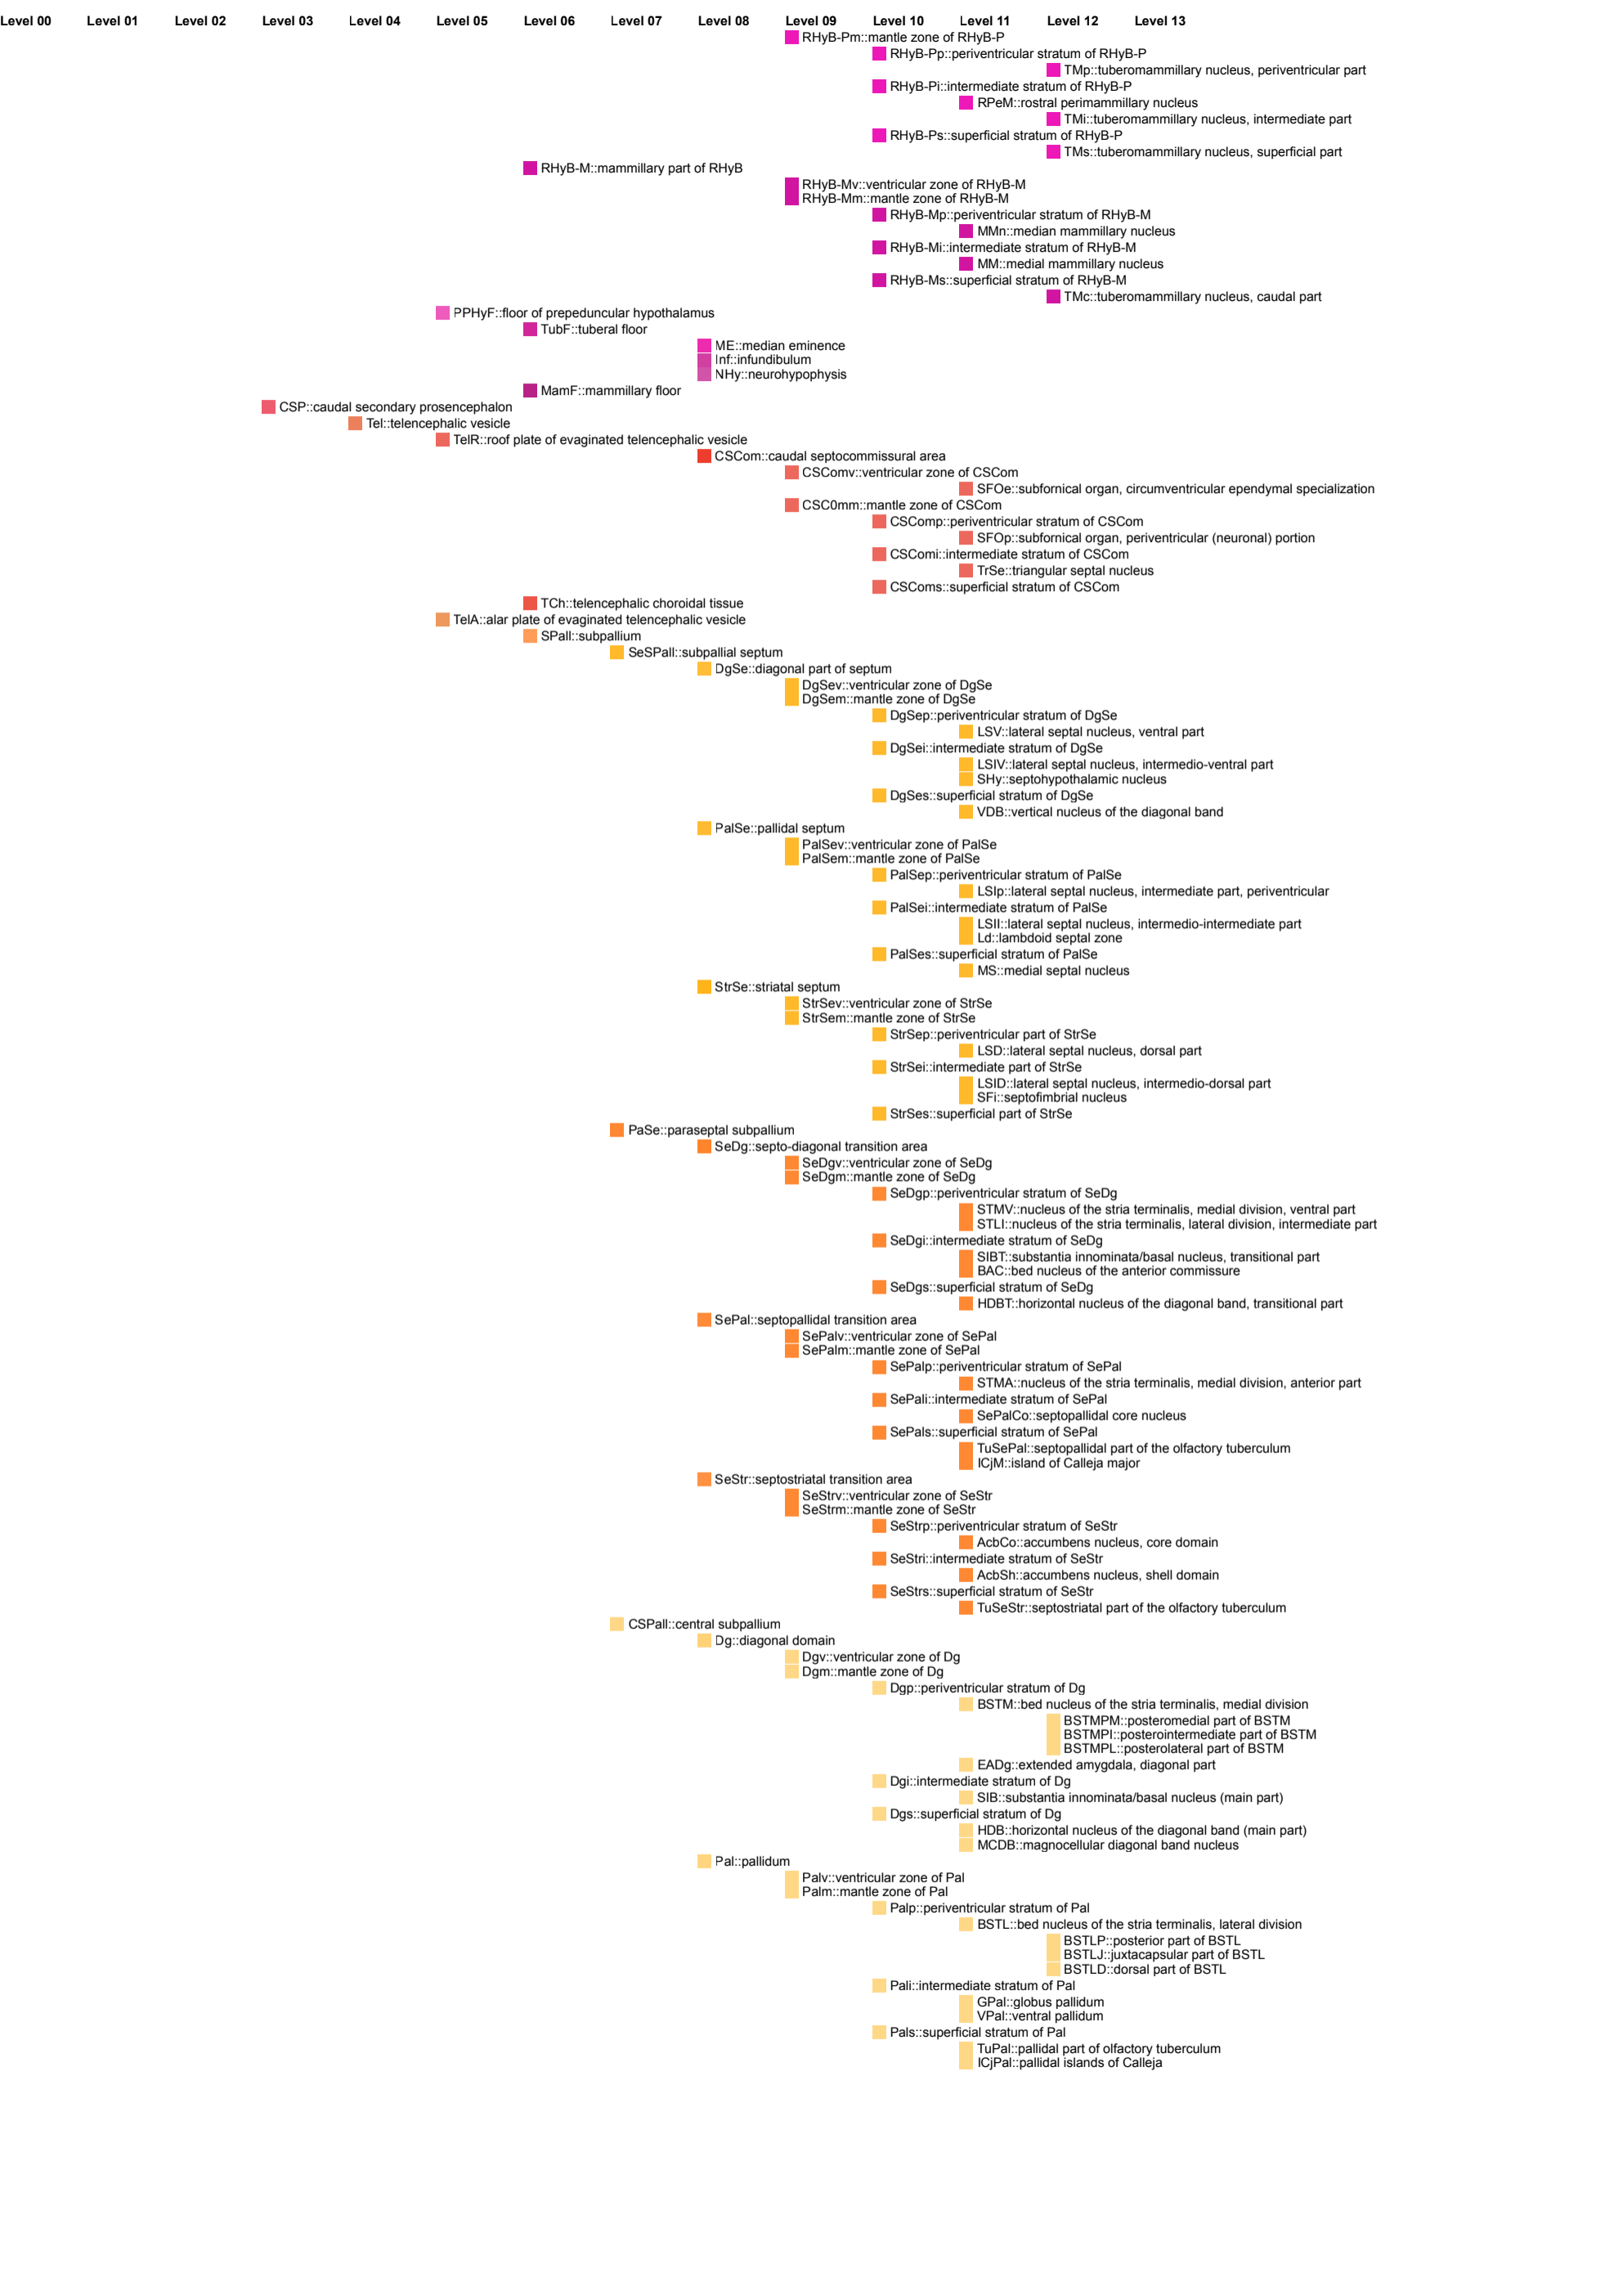 Level 00 Level 01 Level 02 Level 03 Level 04 Level 05 Level 06 Level 07 Level 08 Level 09 Level 10 Level 11 Level 12 Level 13
RHyB-Pm::mantle zone of RHyB-P
RHyB-Pp::periventricular stratum of RHyB-P
TMp::tuberomammillary nucleus, periventricular part
RHyB-Pi::intermediate stratum of RHyB-P
RPeM::rostral perimammillary nucleus
TMi::tuberomammillary nucleus, intermediate part
RHyB-Ps::superficial stratum of RHyB-P
TMs::tuberomammillary nucleus, superficial part
RHyB-M::mammillary part of RHyB
RHyB-Mv::ventricular zone of RHyB-M
RHyB-Mm::mantle zone of RHyB-M
RHyB-Mp::periventricular stratum of RHyB-M
MMn::median mammillary nucleus
RHyB-Mi::intermediate stratum of RHyB-M
MM::medial mammillary nucleus
RHyB-Ms::superficial stratum of RHyB-M
TMc::tuberomammillary nucleus, caudal part
PPHyF::floor of prepeduncular hypothalamus
TubF::tuberal floor
ME::median eminence
Inf::infundibulum
NHy::neurohypophysis
MamF::mammillary floor
CSP::caudal secondary prosencephalon
Tel::telencephalic vesicle
TelR::roof plate of evaginated telencephalic vesicle
CSCom::caudal septocommissural area
CSComv::ventricular zone of CSCom
SFOe::subfornical organ, circumventricular ependymal specialization
CSC0mm::mantle zone of CSCom
CSComp::periventricular stratum of CSCom
SFOp::subfornical organ, periventricular (neuronal) portion
CSComi::intermediate stratum of CSCom
TrSe::triangular septal nucleus
CSComs::superficial stratum of CSCom
TCh::telencephalic choroidal tissue
TelA::alar plate of evaginated telencephalic vesicle
SPall::subpallium
SeSPall::subpallial septum
DgSe::diagonal part of septum
DgSev::ventricular zone of DgSe
DgSem::mantle zone of DgSe
DgSep::periventricular stratum of DgSe
LSV::lateral septal nucleus, ventral part
DgSei::intermediate stratum of DgSe
LSIV::lateral septal nucleus, intermedio-ventral part
SHy::septohypothalamic nucleus
DgSes::superficial stratum of DgSe
VDB::vertical nucleus of the diagonal band
PalSe::pallidal septum
PalSev::ventricular zone of PalSe
PalSem::mantle zone of PalSe
PalSep::periventricular stratum of PalSe
LSIp::lateral septal nucleus, intermediate part, periventricular
PalSei::intermediate stratum of PalSe
LSII::lateral septal nucleus, intermedio-intermediate part
Ld::lambdoid septal zone
PalSes::superficial stratum of PalSe
MS::medial septal nucleus
StrSe::striatal septum
StrSev::ventricular zone of StrSe
StrSem::mantle zone of StrSe
StrSep::periventricular part of StrSe
LSD::lateral septal nucleus, dorsal part
StrSei::intermediate part of StrSe
LSID::lateral septal nucleus, intermedio-dorsal part
SFi::septofimbrial nucleus
StrSes::superficial part of StrSe
PaSe::paraseptal subpallium
SeDg::septo-diagonal transition area
SeDgv::ventricular zone of SeDg
SeDgm::mantle zone of SeDg
SeDgp::periventricular stratum of SeDg
STMV::nucleus of the stria terminalis, medial division, ventral part
STLI::nucleus of the stria terminalis, lateral division, intermediate part
SeDgi::intermediate stratum of SeDg
SIBT::substantia innominata/basal nucleus, transitional part
BAC::bed nucleus of the anterior commissure
SeDgs::superficial stratum of SeDg
HDBT::horizontal nucleus of the diagonal band, transitional part
SePal::septopallidal transition area
SePalv::ventricular zone of SePal
SePalm::mantle zone of SePal
SePalp::periventricular stratum of SePal
STMA::nucleus of the stria terminalis, medial division, anterior part
SePali::intermediate stratum of SePal
SePalCo::septopallidal core nucleus
SePals::superficial stratum of SePal
TuSePal::septopallidal part of the olfactory tuberculum
ICjM::island of Calleja major
SeStr::septostriatal transition area
SeStrv::ventricular zone of SeStr
SeStrm::mantle zone of SeStr
SeStrp::periventricular stratum of SeStr
AcbCo::accumbens nucleus, core domain
SeStri::intermediate stratum of SeStr
AcbSh::accumbens nucleus, shell domain
SeStrs::superficial stratum of SeStr
TuSeStr::septostriatal part of the olfactory tuberculum
CSPall::central subpallium
Dg::diagonal domain
Dgv::ventricular zone of Dg
Dgm::mantle zone of Dg
Dgp::periventricular stratum of Dg
BSTM::bed nucleus of the stria terminalis, medial division
BSTMPM::posteromedial part of BSTM
BSTMPI::posterointermediate part of BSTM
BSTMPL::posterolateral part of BSTM
EADg::extended amygdala, diagonal part
Dgi::intermediate stratum of Dg
SIB::substantia innominata/basal nucleus (main part)
Dgs::superficial stratum of Dg
HDB::horizontal nucleus of the diagonal band (main part)
MCDB::magnocellular diagonal band nucleus
Pal::pallidum
Palv::ventricular zone of Pal
Palm::mantle zone of Pal
Palp::periventricular stratum of Pal
BSTL::bed nucleus of the stria terminalis, lateral division
BSTLP::posterior part of BSTL
BSTLJ::juxtacapsular part of BSTL
BSTLD::dorsal part of BSTL
Pali::intermediate stratum of Pal
GPal::globus pallidum
VPal::ventral pallidum
Pals::superficial stratum of Pal
TuPal::pallidal part of olfactory tuberculum
ICjPal::pallidal islands of Calleja